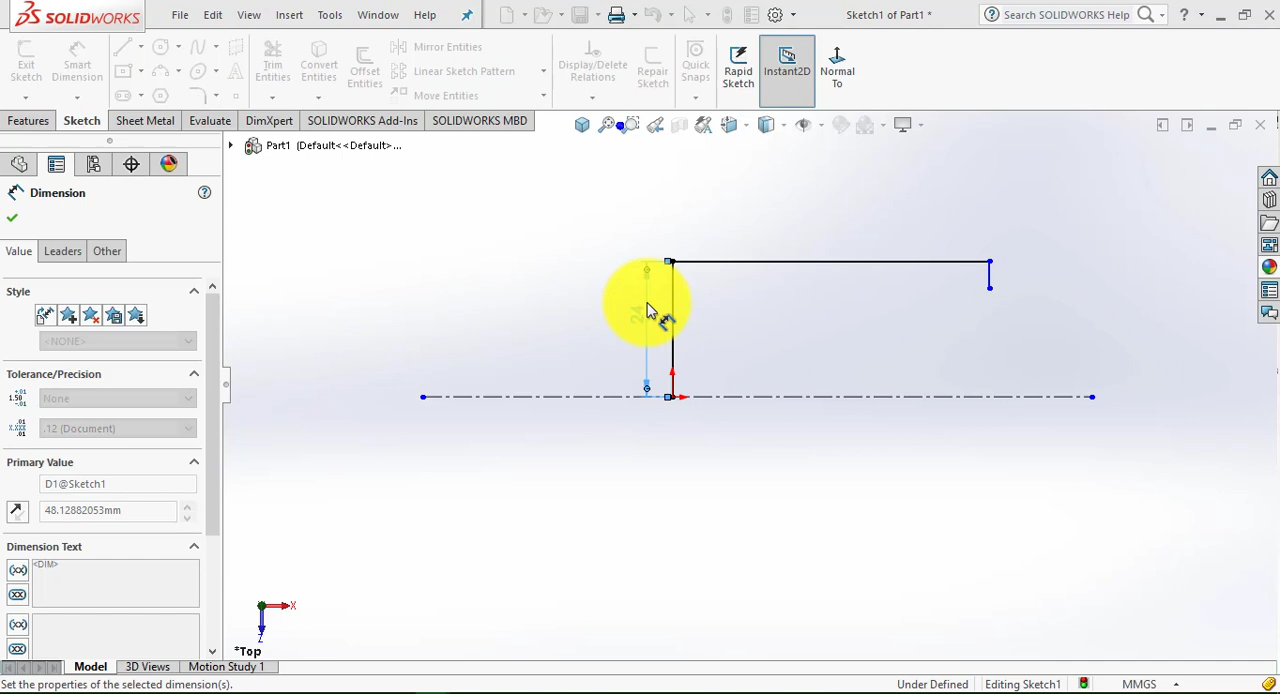 SOLIDWORKS
File Edit View Insert Tools Window Help
Sketch1 of Part1 *
Search SOLIDWORKS Help
Exit Sketch
Smart Dimension
Trim Entities
Convert Entities
Offset Entities
Mirror Entities
Linear Sketch Pattern
Move Entities
Display/Delete Relations
Repair Sketch
Quick Snaps
Rapid Sketch
Instant2D
Normal To
Features Sketch Sheet Metal Evaluate DimXpert SOLIDWORKS Add-Ins SOLIDWORKS MBD
Part1 (Default<<Default>...
Dimension
Value Leaders Other
Style
<NONE>
Tolerance/Precision
None
.12 (Document)
Primary Value
D1@Sketch1
48.12882053mm
Dimension Text
<DIM>
24
X
Z
*Top
Model 3D Views Motion Study 1
Set the properties of the selected dimension(s).
Under Defined Editing Sketch1 MMGS